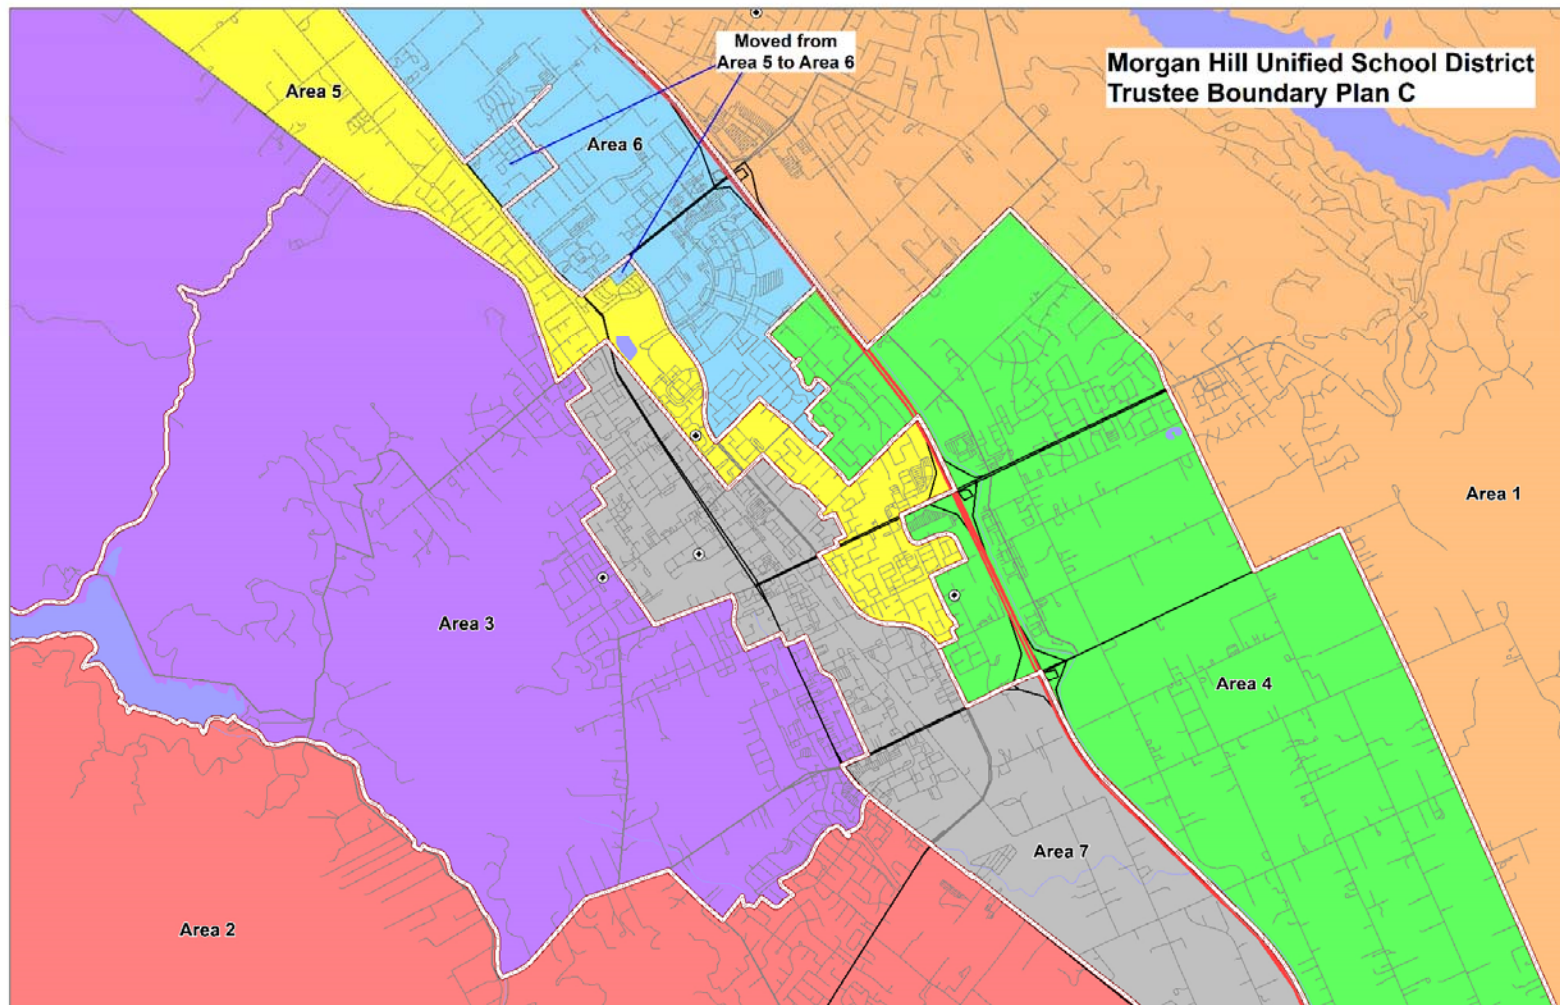 Moved from
Area 5 to Area 6
Morgan Hill Unified School District
Trustee Boundary Plan C
Area 5
Area 6
Area 1
Area 3
Area 4
Area 7
Area 2